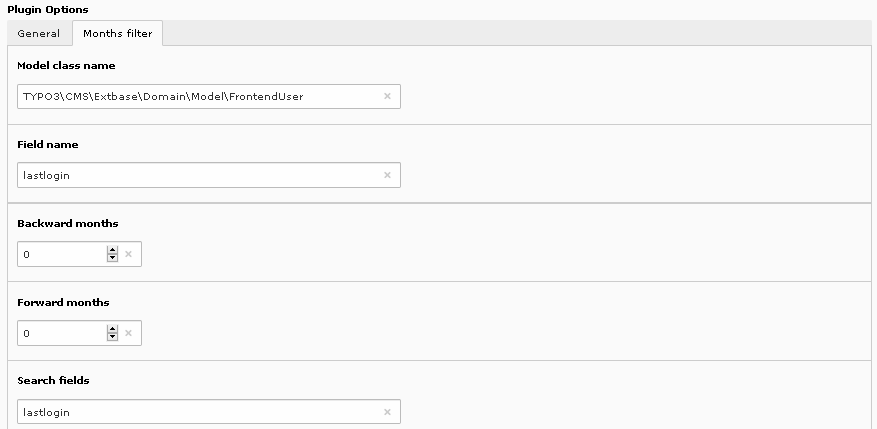 Plugin Options
General Months filter
Model class name
TYPO3\CMS\Extbase\Domain\Model\FrontendUser
Field name
lastlogin
Backward months
0
Forward months
0
Search fields
lastlogin